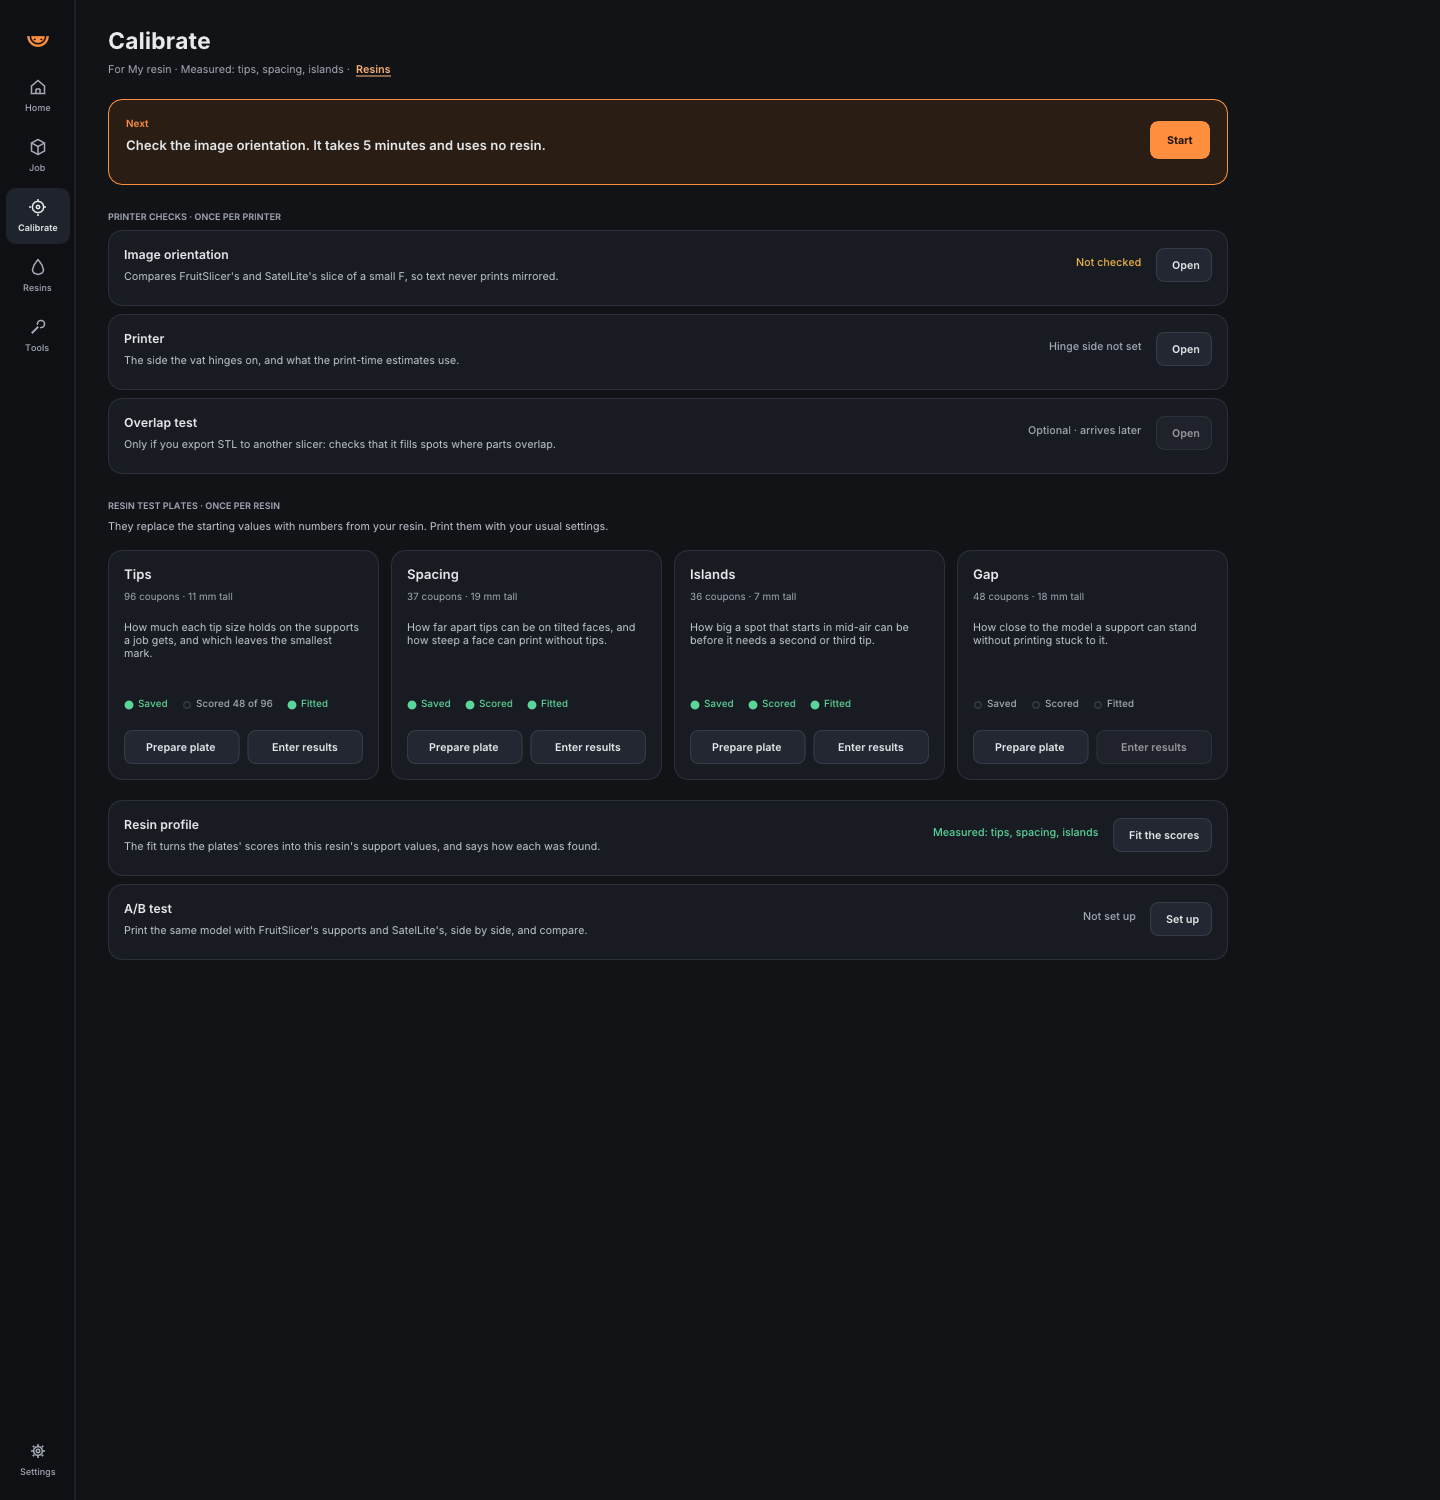 Calibrate
For My resin · Measured: tips, spacing, islands · Resins
Home
Job
Calibrate
Resins
Tools
Settings
Next
Check the image orientation. It takes 5 minutes and uses no resin.
Start
PRINTER CHECKS · ONCE PER PRINTER
Image orientation
Compares FruitSlicer's and SatelLite's slice of a small F, so text never prints mirrored.
Not checked
Open
Printer
The side the vat hinges on, and what the print-time estimates use.
Hinge side not set
Open
Overlap test
Only if you export STL to another slicer: checks that it fills spots where parts overlap.
Optional · arrives later
Open
RESIN TEST PLATES · ONCE PER RESIN
They replace the starting values with numbers from your resin. Print them with your usual settings.
Tips
96 coupons · 11 mm tall
How much each tip size holds on the supports
a job gets, and which leaves the smallest
mark.
Saved
Scored 48 of 96
Fitted
Prepare plate
Enter results
Spacing
37 coupons · 19 mm tall
How far apart tips can be on tilted faces, and
how steep a face can print without tips.
Saved
Scored
Fitted
Prepare plate
Enter results
Islands
36 coupons · 7 mm tall
How big a spot that starts in mid-air can be
before it needs a second or third tip.
Saved
Scored
Fitted
Prepare plate
Enter results
Gap
48 coupons · 18 mm tall
How close to the model a support can stand
without printing stuck to it.
Saved
Scored
Fitted
Prepare plate
Enter results
Resin profile
The fit turns the plates' scores into this resin's support values, and says how each was found.
Measured: tips, spacing, islands
Fit the scores
A/B test
Print the same model with FruitSlicer's supports and SatelLite's, side by side, and compare.
Not set up
Set up